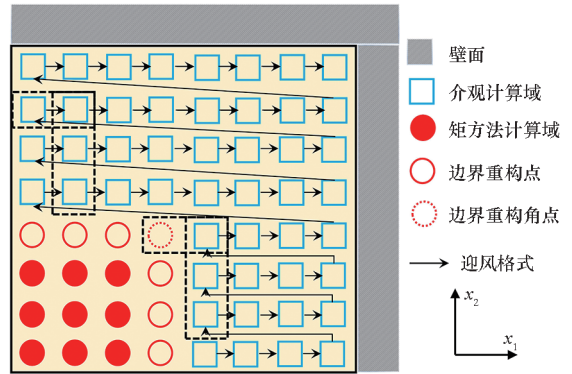 壁面
介观计算域
矩方法计算域
边界重构点
边界重构角点
迎风格式
x2
x1